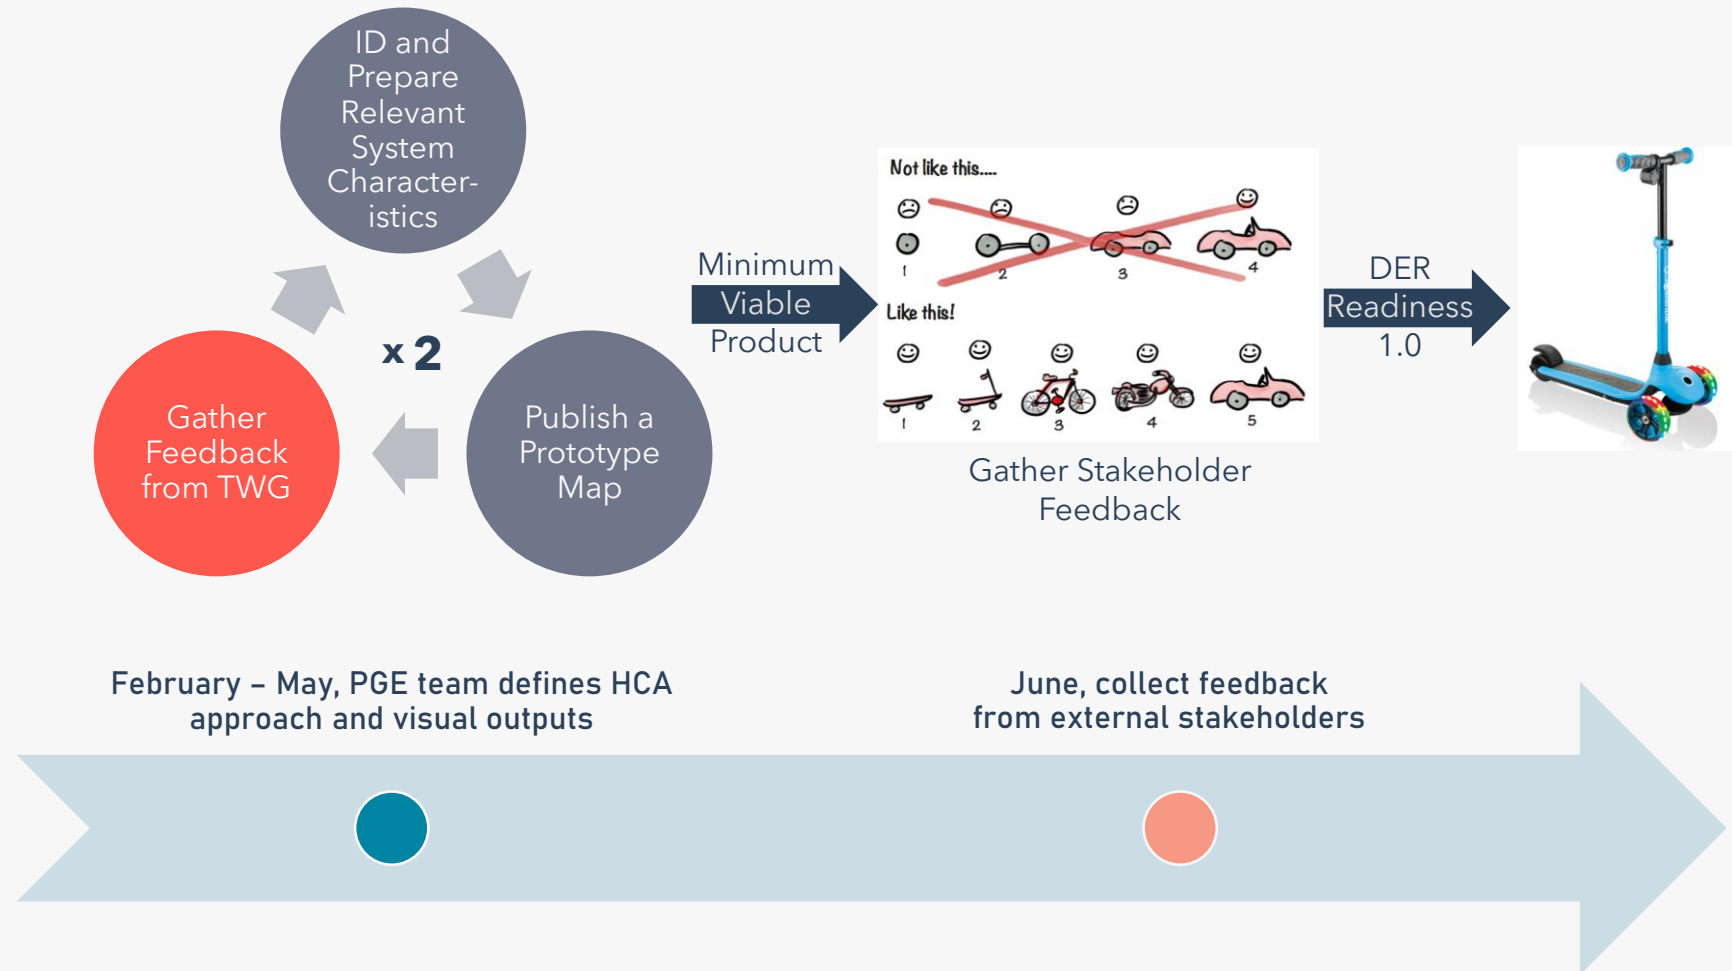 ID and
Prepare
Relevant
System
Character-
istics
x 2
Gather
Feedback
from TWG
Publish a
Prototype
Map
Minimum
Viable
Product
Not like this....
1
2
3
4
Like this!
1
2
3
4
5
Gather Stakeholder
Feedback
DER
Readiness
1.0
February – May, PGE team defines HCA
approach and visual outputs
June, collect feedback
from external stakeholders